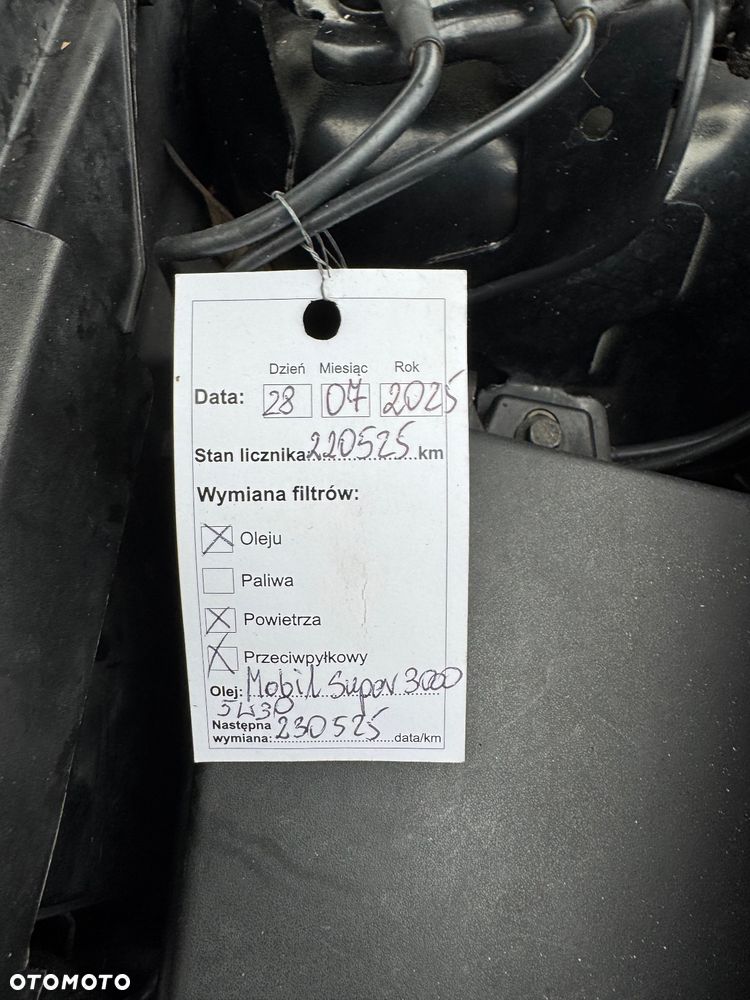 Dzień Miesiąc Rok
Data: 28 07 2025
Stan licznika: 220525 km
Wymiana filtrów:
Oleju
Paliwa
Powietrza
Przeciwpyłkowy
Olej: Mobil Super 3000
5W30
Następna
wymiana: 230525 data/km
OTOMOTO